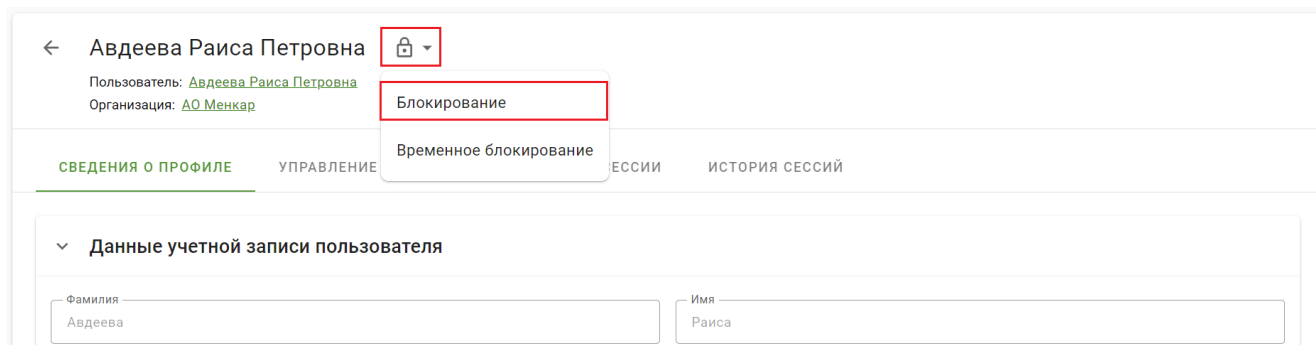 Авдеева Раиса Петровна
Пользователь: Авдеева Раиса Петровна
Организация: АО Менкар
Блокирование
Временное блокирование
СВЕДЕНИЯ О ПРОФИЛЕ УПРАВЛЕНИЕ ЕССИИ ИСТОРИЯ СЕССИЙ
Данные учетной записи пользователя
Фамилия Имя
Авдеева Раиса